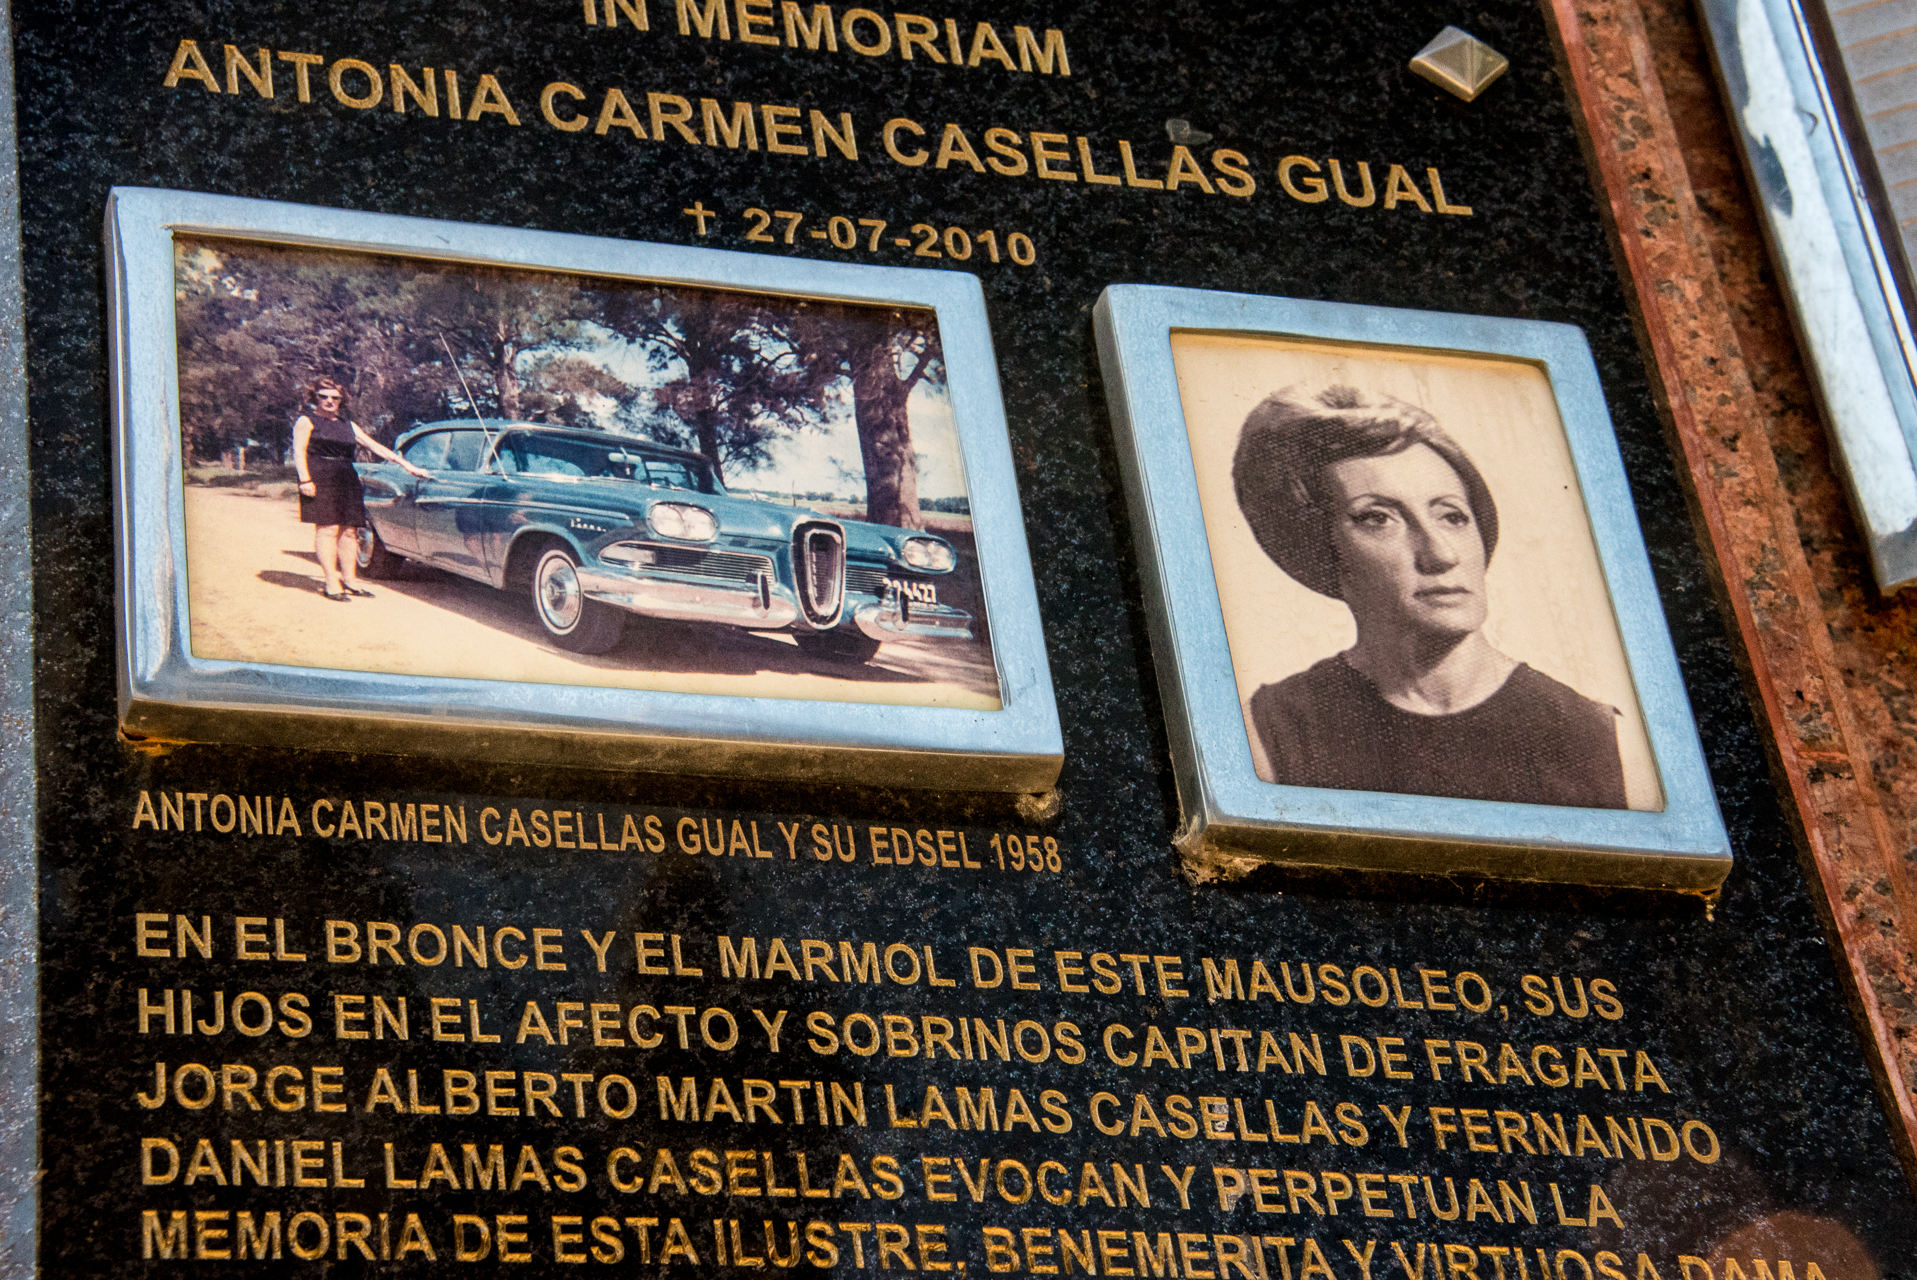 IN MEMORIAM
ANTONIA CARMEN CASELLAS GUAL
† 27-07-2010
ANTONIA CARMEN CASELLAS GUAL Y SU EDSEL 1958
EN EL BRONCE Y EL MARMOL DE ESTE MAUSOLEO, SUS
HIJOS EN EL AFECTO Y SOBRINOS CAPITAN DE FRAGATA
JORGE ALBERTO MARTIN LAMAS CASELLAS Y FERNANDO
DANIEL LAMAS CASELLAS EVOCAN Y PERPETUAN LA
MEMORIA DE ESTA ILUSTRE, BENEMERITA Y VIRTUOSA DAMA